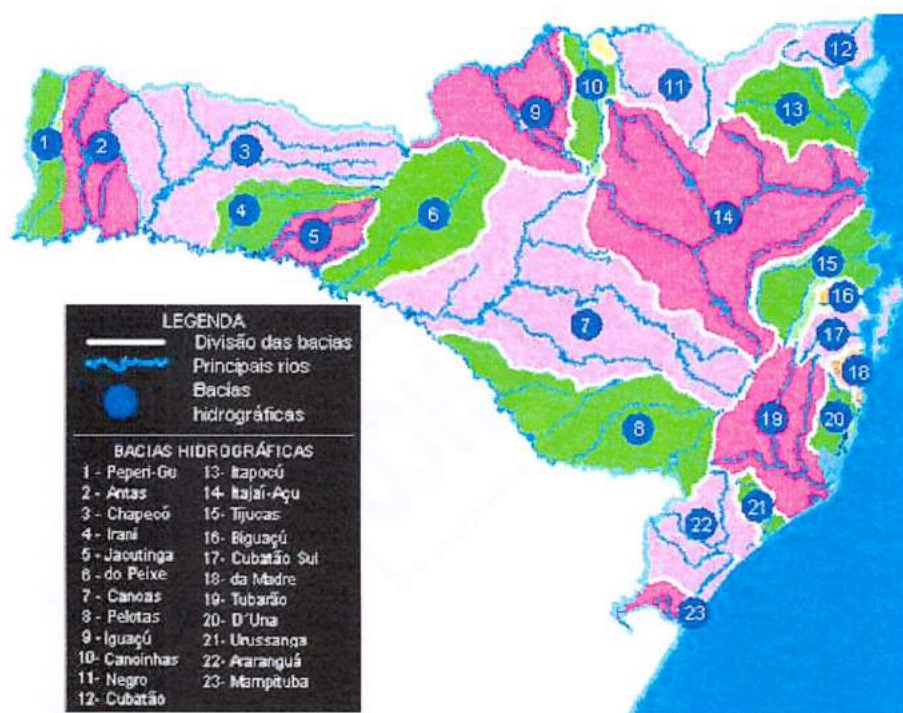 1
2
3
4
5
6
7
8
9
10
11
12
13
14
15
16
17
18
19
20
21
22
23
LEGENDA
Divisão das bacias
Principais rios
Bacias
hidrográficas
BACIAS HIDROGRÁFICAS
1 - Peperi-Gu
2 - Antas
3 - Chapecó
4 - Irani
5 - Jacutinga
6 - do Peixe
7 - Canoas
8 - Pelotas
9 - Iguaçú
10- Canoinhas
11- Negro
12- Cubatão
13- Itapocú
14- Itajaí-Açu
15- Tijucas
16- Biguaçú
17- Cubatão Sul
18- da Madre
19- Tubarão
20- D'Una
21- Urussanga
22- Araranguá
23- Mampituba